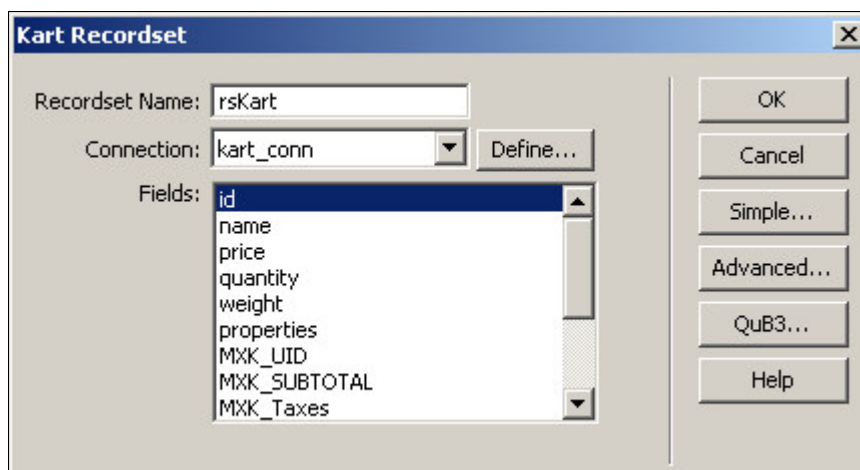 Kart Recordset
Recordset Name: rsKart
Connection: kart_conn Define...
Fields: id
name
price
quantity
weight
properties
MXK_UID
MXK_SUBTOTAL
MXK_Taxes
OK
Cancel
Simple...
Advanced...
QuB3...
Help